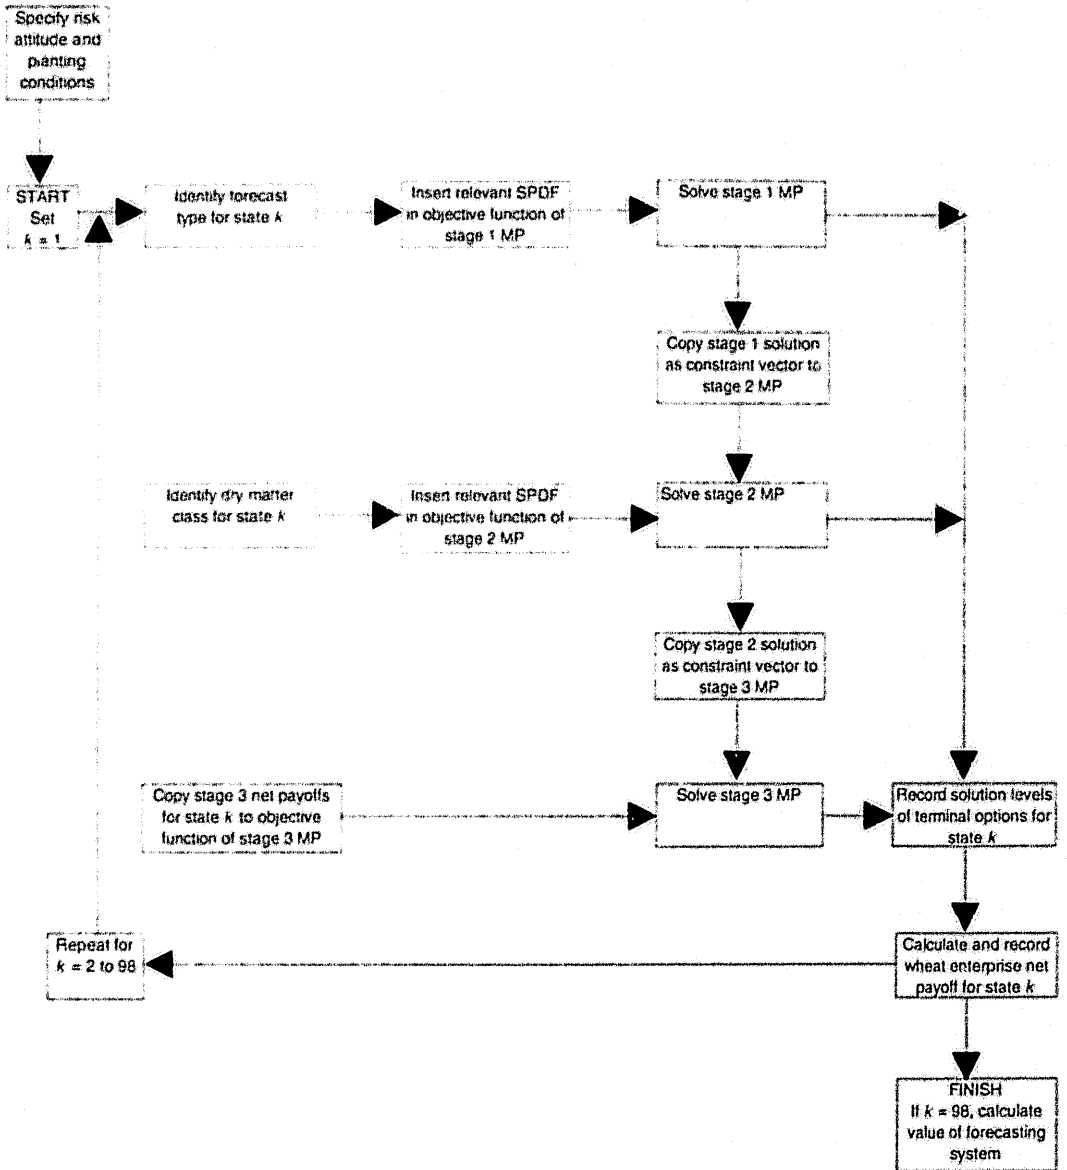 Specify risk
attitude and
planting
conditions
START
Set
k = 1
Identify forecast
type for state k
Insert relevant SPDF
in objective function of
stage 1 MP
Solve stage 1 MP
Copy stage 1 solution
as constraint vector to
stage 2 MP
Identify dry matter
class for state k
Insert relevant SPDF
in objective function of
stage 2 MP
Solve stage 2 MP
Copy stage 2 solution
as constraint vector to
stage 3 MP
Copy stage 3 net payoffs
for state k to objective
function of stage 3 MP
Solve stage 3 MP
Record solution levels
of terminal options for
state k
Repeat for
k = 2 to 98
Calculate and record
wheat enterprise net
payoff for state k
FINISH
If k = 98, calculate
value of forecasting
system